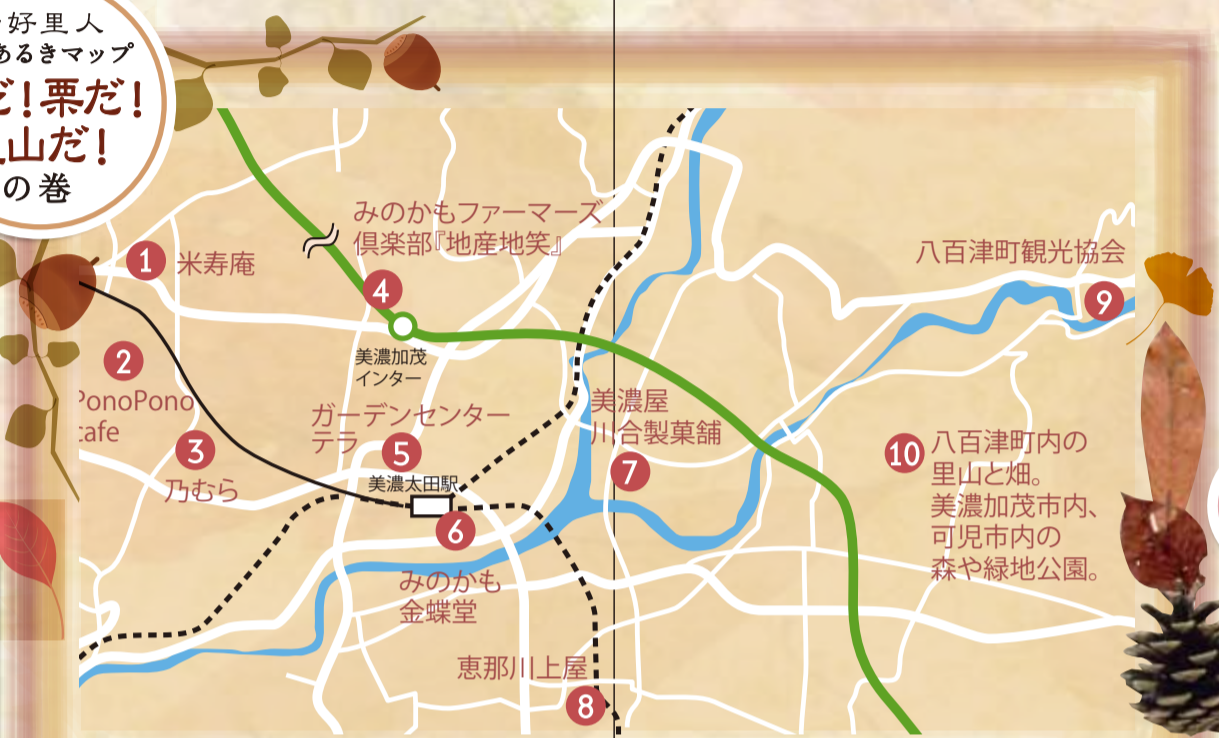 好里人
あるきマップ
だ！栗だ！
山だ！
の巻
1
米寿庵
みのかもファーマーズ
倶楽部『地産地笑』
4
美濃加茂
インター
八百津町観光協会
9
2
PonoPono
cafe
3
乃むら
ガーデンセンター
テラ
5
美濃太田駅
6
みのかも
金蝶堂
美濃屋
川合製菓舗
7
恵那川上屋
8
10
八百津町内の
里山と畑。
美濃加茂市内、
可児市内の
森や緑地公園。